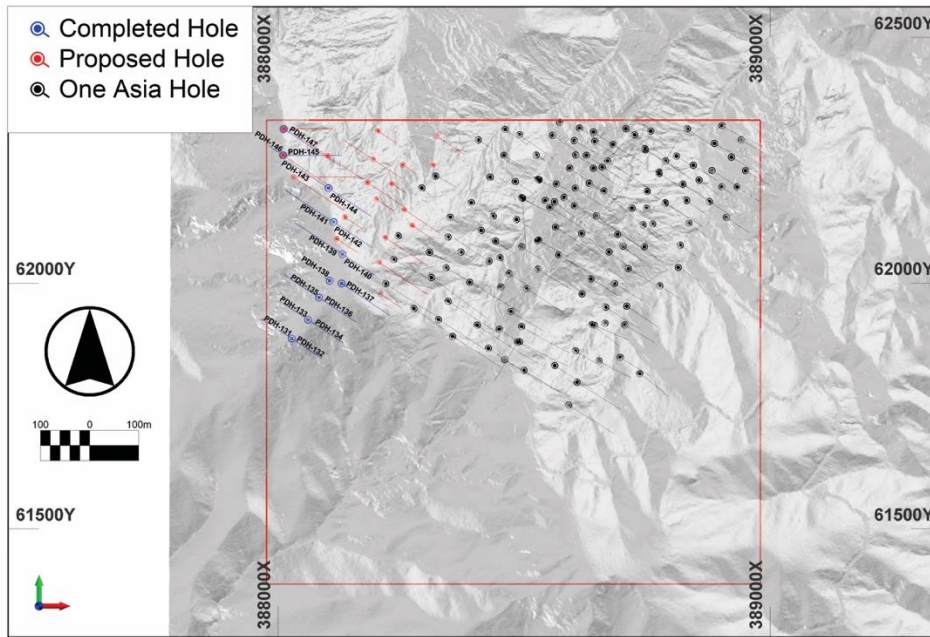 Completed Hole
Proposed Hole
One Asia Hole
388000X
389000X
62500Y
PDH-147
PDH-146
PDH-145
PDH-143
PDH-144
PDH-141
PDH-142
PDH-139
PDH-140
62000Y
62000Y
PDH-138
PDH-137
PDH-135
PDH-136
PDH-133
PDH-134
PDH-131
PDH-132
100 0 100m
61500Y
61500Y
388000X
389000X